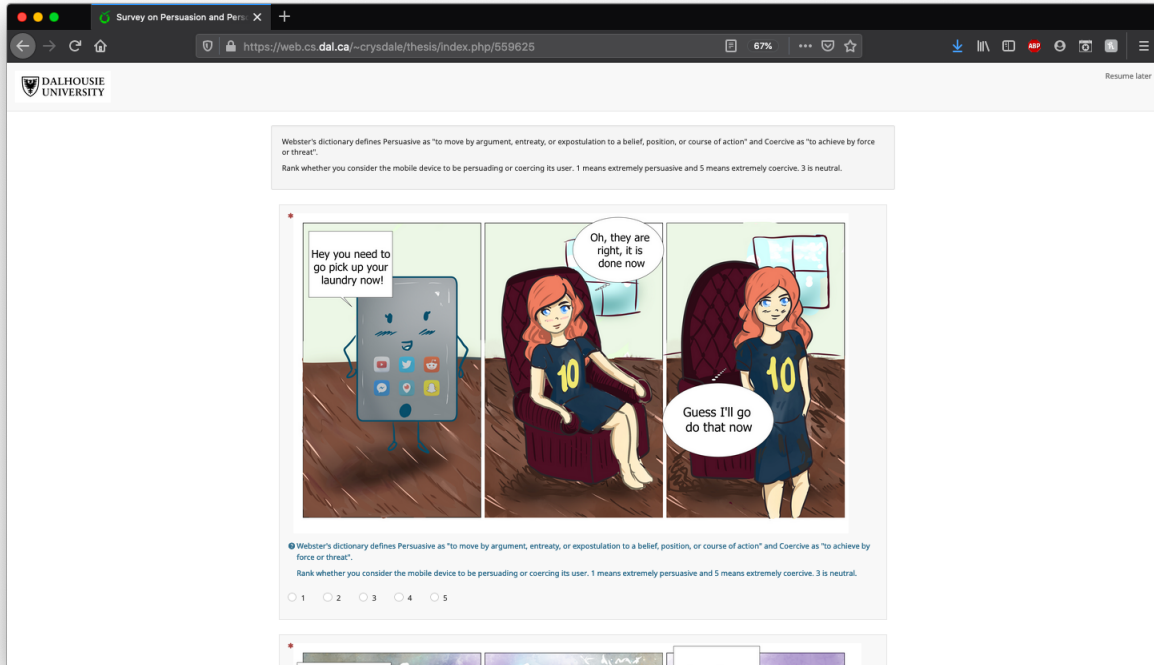 Survey on Persuasion and Pers
https://web.cs.dal.ca/~crysdale/thesis/index.php/559625
67%
ABP
DALHOUSIE
UNIVERSITY
Resume later
Webster's dictionary defines Persuasive as "to move by argument, entreaty, or expostulation to a belief, position, or course of action" and Coercive as "to achieve by force
or threat".
Rank whether you consider the mobile device to be persuading or coercing its user. 1 means extremely persuasive and 5 means extremely coercive. 3 is neutral.
*
Hey you need to
go pick up your
laundry now!
Oh, they are
right, it is
done now
10
10
Guess I'll go
do that now
Webster's dictionary defines Persuasive as "to move by argument, entreaty, or expostulation to a belief, position, or course of action" and Coercive as "to achieve by
force or threat".
Rank whether you consider the mobile device to be persuading or coercing its user. 1 means extremely persuasive and 5 means extremely coercive. 3 is neutral.
1 2 3 4 5
*